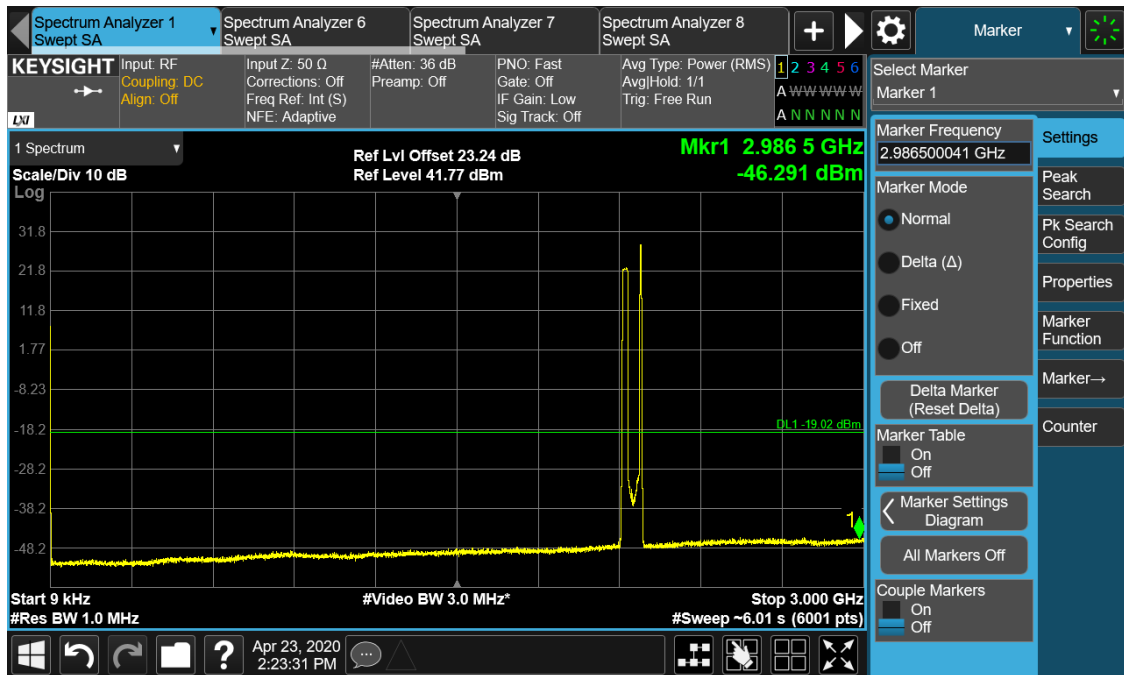 Spectrum Analyzer 1
Swept SA
Spectrum Analyzer 6
Swept SA
Spectrum Analyzer 7
Swept SA
Spectrum Analyzer 8
Swept SA
+
Marker
KEYSIGHT
LXI
Input: RF
Coupling: DC
Align: Off
Input Z: 50 Ω
Corrections: Off
Freq Ref: Int (S)
NFE: Adaptive
#Atten: 36 dB
Preamp: Off
PNO: Fast
Gate: Off
IF Gain: Low
Sig Track: Off
Avg Type: Power (RMS)
Avg|Hold: 1/1
Trig: Free Run
1 2 3 4 5 6
A W W W W W
A N N N N N
Select Marker
Marker 1
1 Spectrum
Scale/Div 10 dB
Log
Ref Lvl Offset 23.24 dB
Ref Level 41.77 dBm
Mkr1 2.986 5 GHz
-46.291 dBm
31.8
21.8
11.8
1.77
-8.23
-18.2
-28.2
-38.2
-48.2
DL1 -19.02 dBm
1
Start 9 kHz
#Res BW 1.0 MHz
#Video BW 3.0 MHz*
Stop 3.000 GHz
#Sweep ~6.01 s (6001 pts)
Marker Frequency
2.986500041 GHz
Marker Mode
Normal
Delta (Δ)
Fixed
Off
Delta Marker
(Reset Delta)
Marker Table
On
Off
Marker Settings
Diagram
All Markers Off
Couple Markers
On
Off
Settings
Peak
Search
Pk Search
Config
Properties
Marker
Function
Marker→
Counter
?
Apr 23, 2020
2:23:31 PM